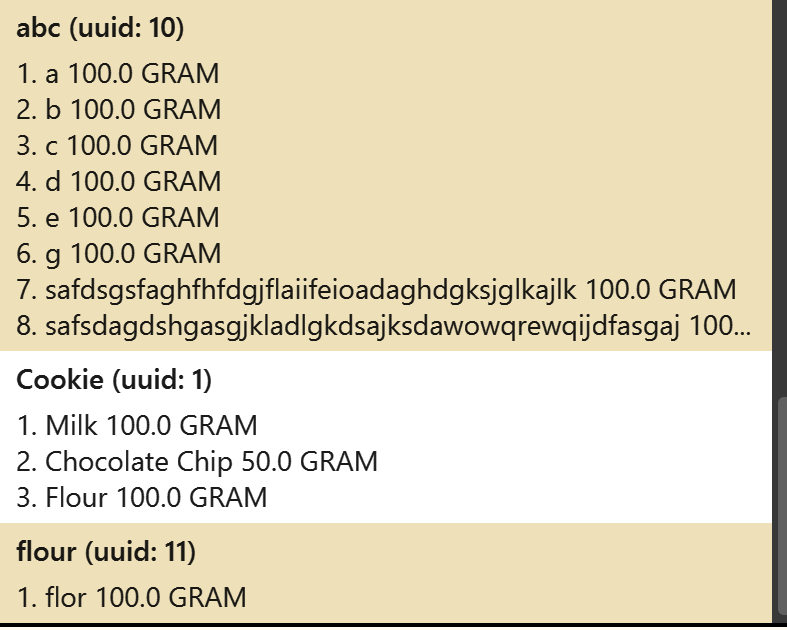 abc (uuid: 10)
1. a 100.0 GRAM
2. b 100.0 GRAM
3. c 100.0 GRAM
4. d 100.0 GRAM
5. e 100.0 GRAM
6. g 100.0 GRAM
7. safdsgsfaghfhfdgjflaiifeioadaghdgksjglkajlk 100.0 GRAM
8. safsdagdshgasgjkladlgkdsajksdawowqrewqijdfasgaj 100...
Cookie (uuid: 1)
1. Milk 100.0 GRAM
2. Chocolate Chip 50.0 GRAM
3. Flour 100.0 GRAM
flour (uuid: 11)
1. flor 100.0 GRAM